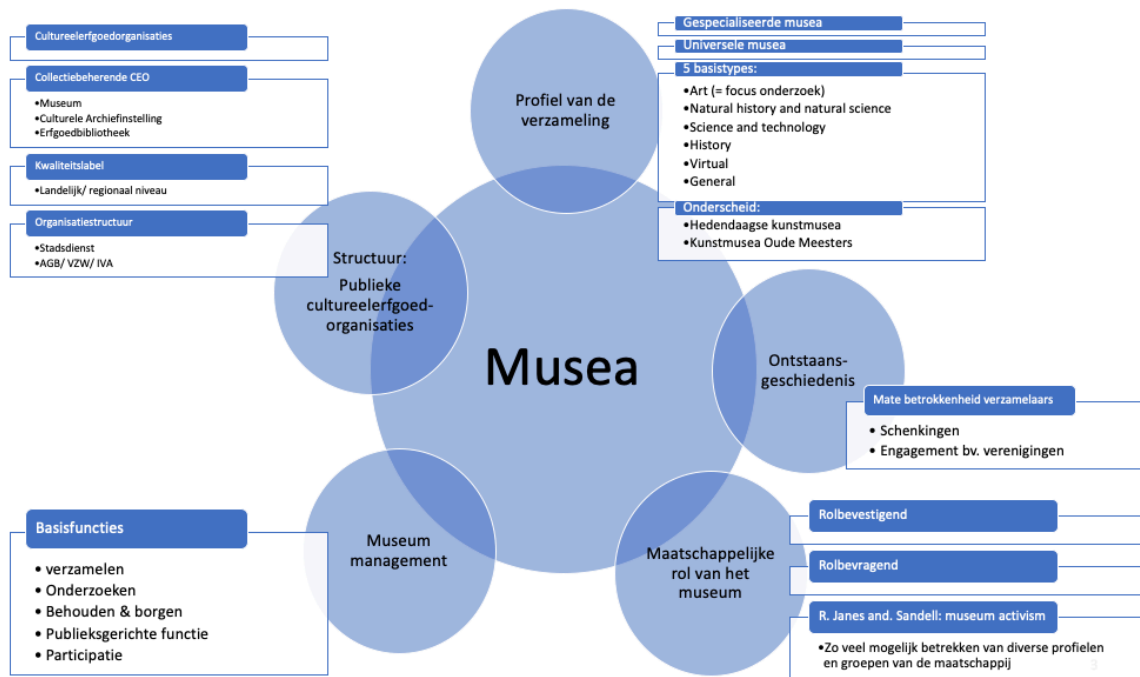 Cultureelerfgoedorganisaties
Collectiebeherende CEO
•Museum
•Culturele Archiefinstelling
•Erfgoedbibliotheek
Kwaliteitslabel
•Landelijk/ regionaal niveau
Organisatiestructuur
•Stadsdienst
•AGB/ VZW/ IVA
Structuur:
Publieke
cultureelerfgoed-
organisaties
Profiel van de
verzameling
Gespecialiseerde musea
Universele musea
5 basistypes:
•Art (= focus onderzoek)
•Natural history and natural science
•Science and technology
•History
•Virtual
•General
Onderscheid:
•Hedendaagse kunstmusea
•Kunstmusea Oude Meesters
Musea
Ontstaans-
geschiedenis
Mate betrokkenheid verzamelaars
• Schenkingen
• Engagement bv. verenigingen
Basisfuncties
• verzamelen
• Onderzoeken
• Behouden & borgen
• Publieksgerichte functie
• Participatie
Museum
management
Maatschappelijke
rol van het
museum
Rolbevestigend
Rolbevragend
R. Janes and. Sandell: museum activism
•Zo veel mogelijk betrekken van diverse profielen
en groepen van de maatschappij
3